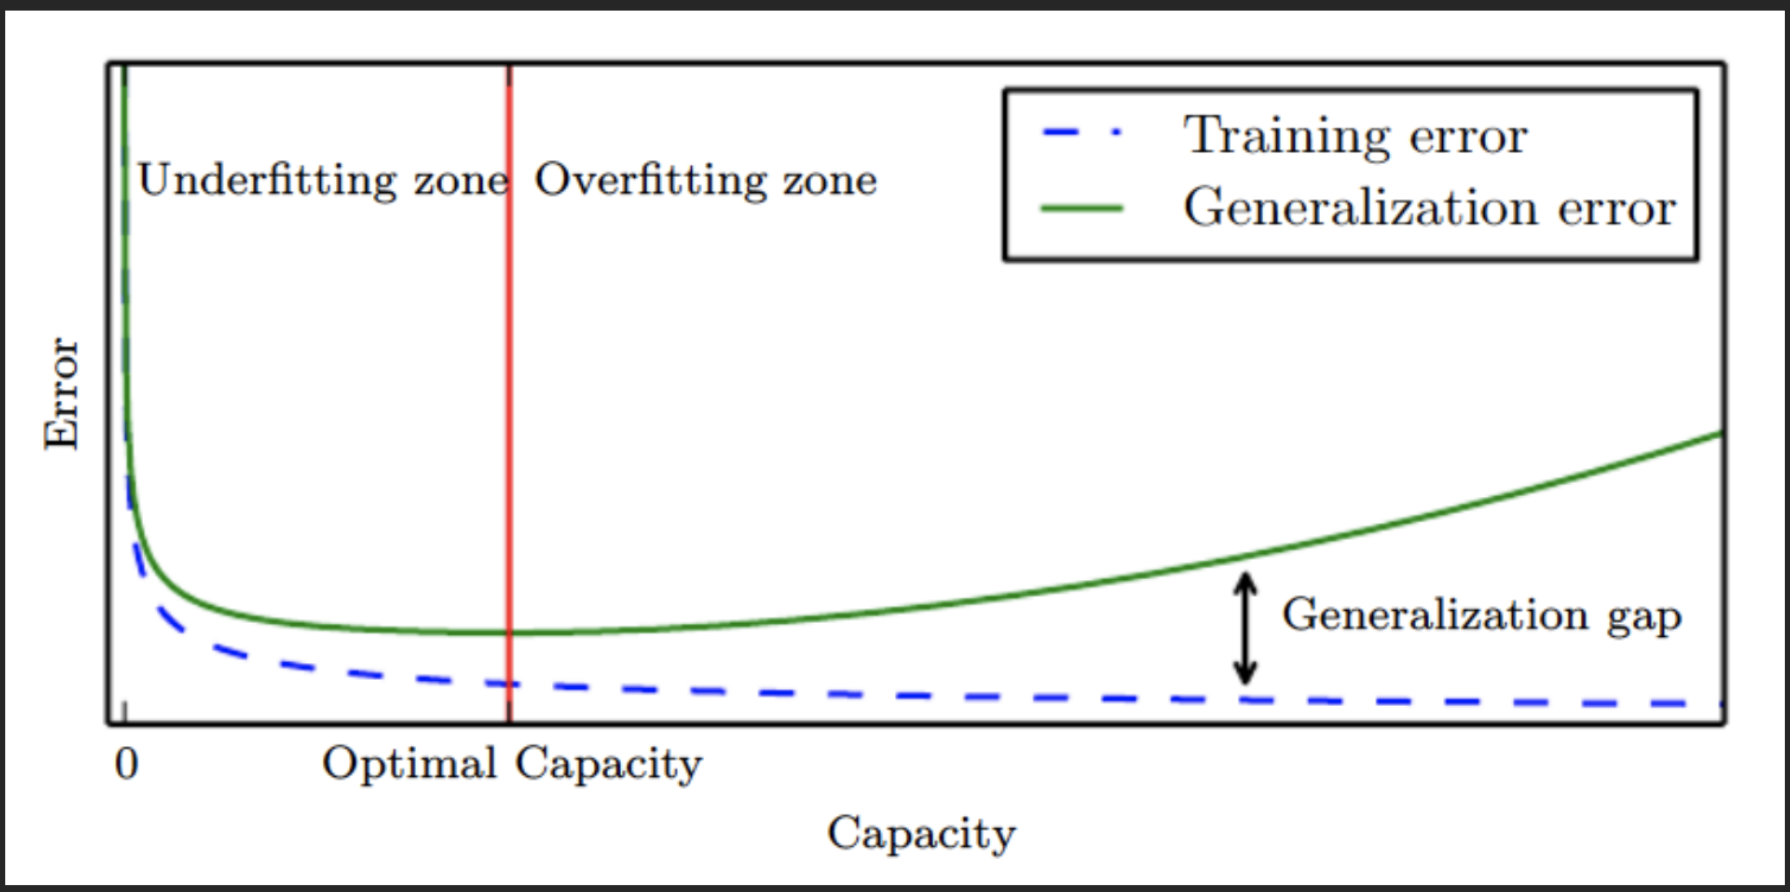 Underfitting zone
Overfitting zone
Training error
Generalization error
Error
Generalization gap
0
Optimal Capacity
Capacity